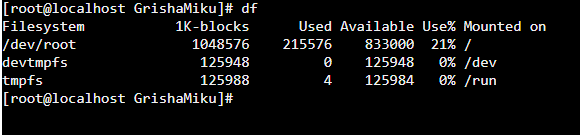 [root@localhost GrishaMiku]# df
Filesystem           1K-blocks      Used Available Use% Mounted on
/dev/root              1048576    215576    833000  21% /
devtmpfs                125948         0    125948   0% /dev
tmpfs                   125988         4    125984   0% /run
[root@localhost GrishaMiku]#